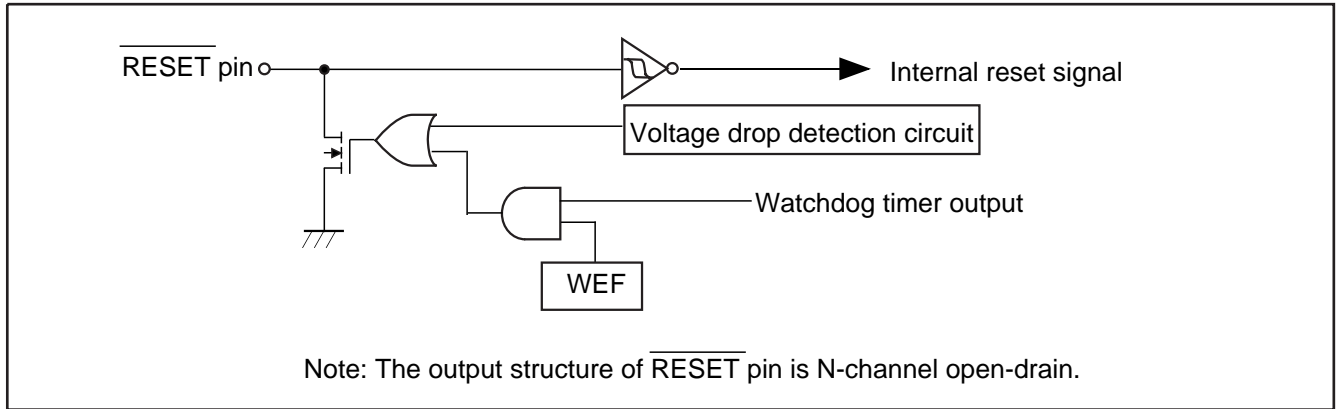 RESET pin
Internal reset signal
Voltage drop detection circuit
Watchdog timer output
WEF
Note: The output structure of RESET pin is N-channel open-drain.